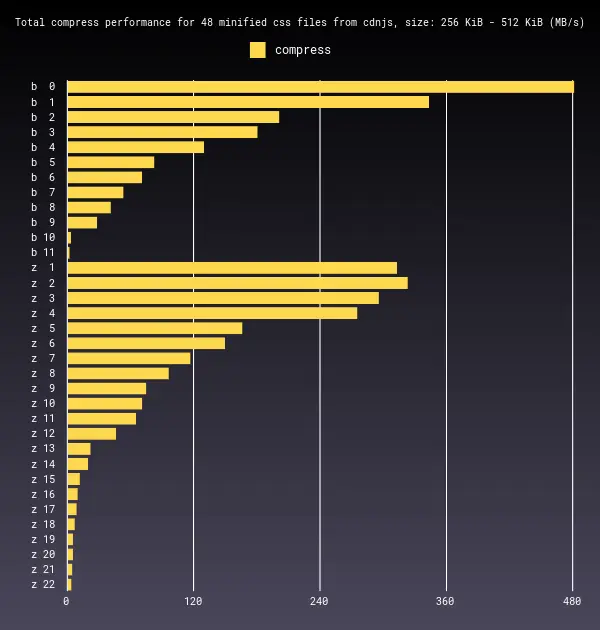 Total compress performance for 48 minified css files from cdnjs, size: 256 KiB - 512 KiB (MB/s)
compress
b 0
b 1
b 2
b 3
b 4
b 5
b 6
b 7
b 8
b 9
b 10
b 11
z 1
z 2
z 3
z 4
z 5
z 6
z 7
z 8
z 9
z 10
z 11
z 12
z 13
z 14
z 15
z 16
z 17
z 18
z 19
z 20
z 21
z 22
0 120 240 360 480